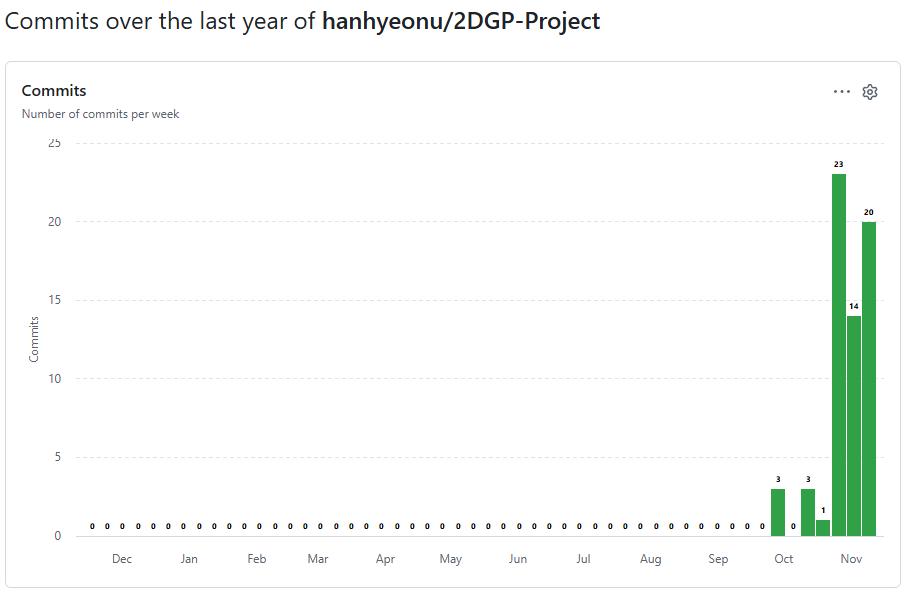 Commits over the last year of hanhyeonu/2DGP-Project
Commits
Number of commits per week
25
20
15
10
5
0
Commits
0 0 0 0 0 0 0 0 0 0 0 0 0 0 0 0 0 0 0 0 0 0 0 0 0 0 0 0 0 0 0 0 0 0 0 0 0 0 0 0 0 0 0 0 0 3 0 3 1 23 14 20
Dec Jan Feb Mar Apr May Jun Jul Aug Sep Oct Nov